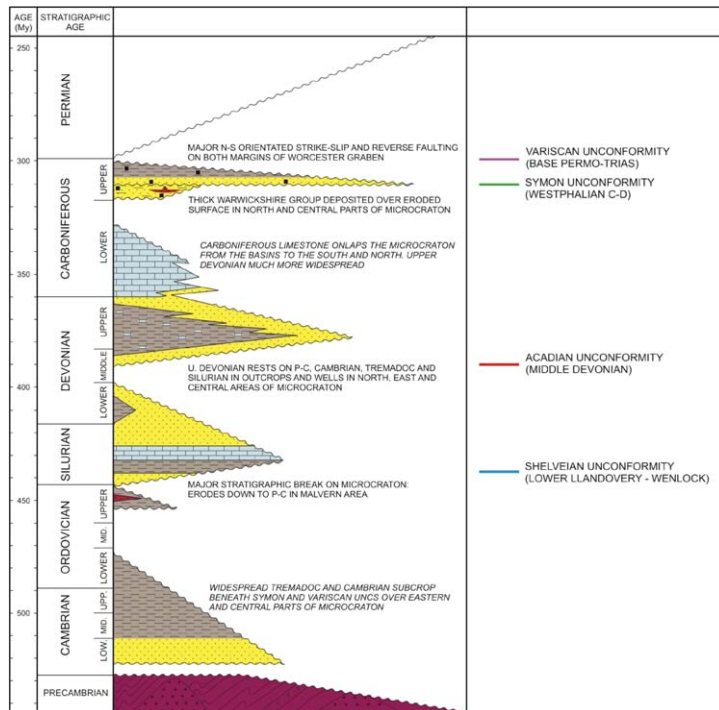 AGE
(My)
STRATIGRAPHIC
AGE
250
300
350
400
450
500
PERMIAN
CARBONIFEROUS
UPPER
LOWER
DEVONIAN
UPPER
MIDDLE
LOWER
SILURIAN
ORDOVICIAN
UPPER
MID.
LOWER
CAMBRIAN
UPP.
MID.
LOW.
PRECAMBRIAN
MAJOR N-S ORIENTATED STRIKE-SLIP AND REVERSE FAULTING
ON BOTH MARGINS OF WORCESTER GRABEN
THICK WARWICKSHIRE GROUP DEPOSITED OVER ERODED
SURFACE IN NORTH AND CENTRAL PARTS OF MICROCRATON
CARBONIFEROUS LIMESTONE ONLAPS THE MICROCRATON
FROM THE BASINS TO THE SOUTH AND NORTH. UPPER
DEVONIAN MUCH MORE WIDESPREAD
U. DEVONIAN RESTS ON P-C, CAMBRIAN, TREMADOC AND
SILURIAN IN OUTCROPS AND WELLS IN NORTH, EAST AND
CENTRAL AREAS OF MICROCRATON
MAJOR STRATIGRAPHIC BREAK ON MICROCRATON:
ERODES DOWN TO P-C IN MALVERN AREA
WIDESPREAD TREMADOC AND CAMBRIAN SUBCROP
BENEATH SYMON AND VARISCAN UNCS OVER EASTERN
AND CENTRAL PARTS OF MICROCRATON
VARISCAN UNCONFORMITY
(BASE PERMO-TRIAS)
SYMON UNCONFORMITY
(WESTPHALIAN C-D)
ACADIAN UNCONFORMITY
(MIDDLE DEVONIAN)
SHELVEIAN UNCONFORMITY
(LOWER LLANDOVERY - WENLOCK)